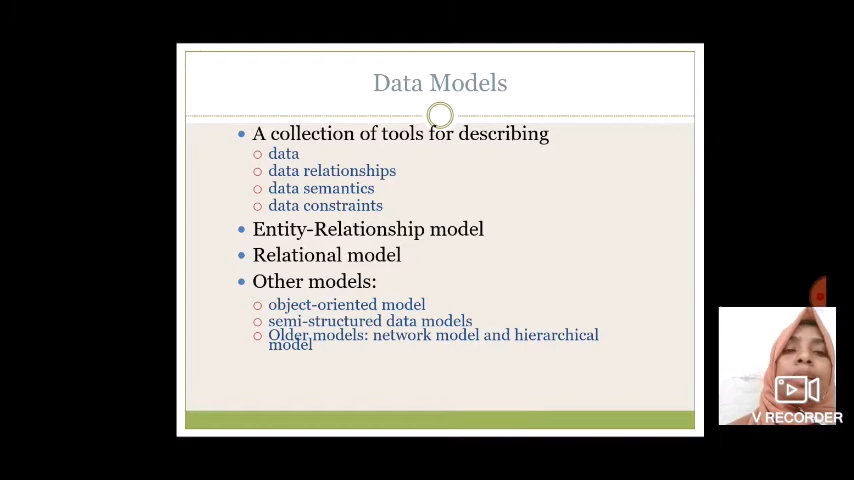 Data Models
A collection of tools for describing
data
data relationships
data semantics
data constraints
Entity-Relationship model
Relational model
Other models:
object-oriented model
semi-structured data models
Older models: network model and hierarchical
model
V RECORDER